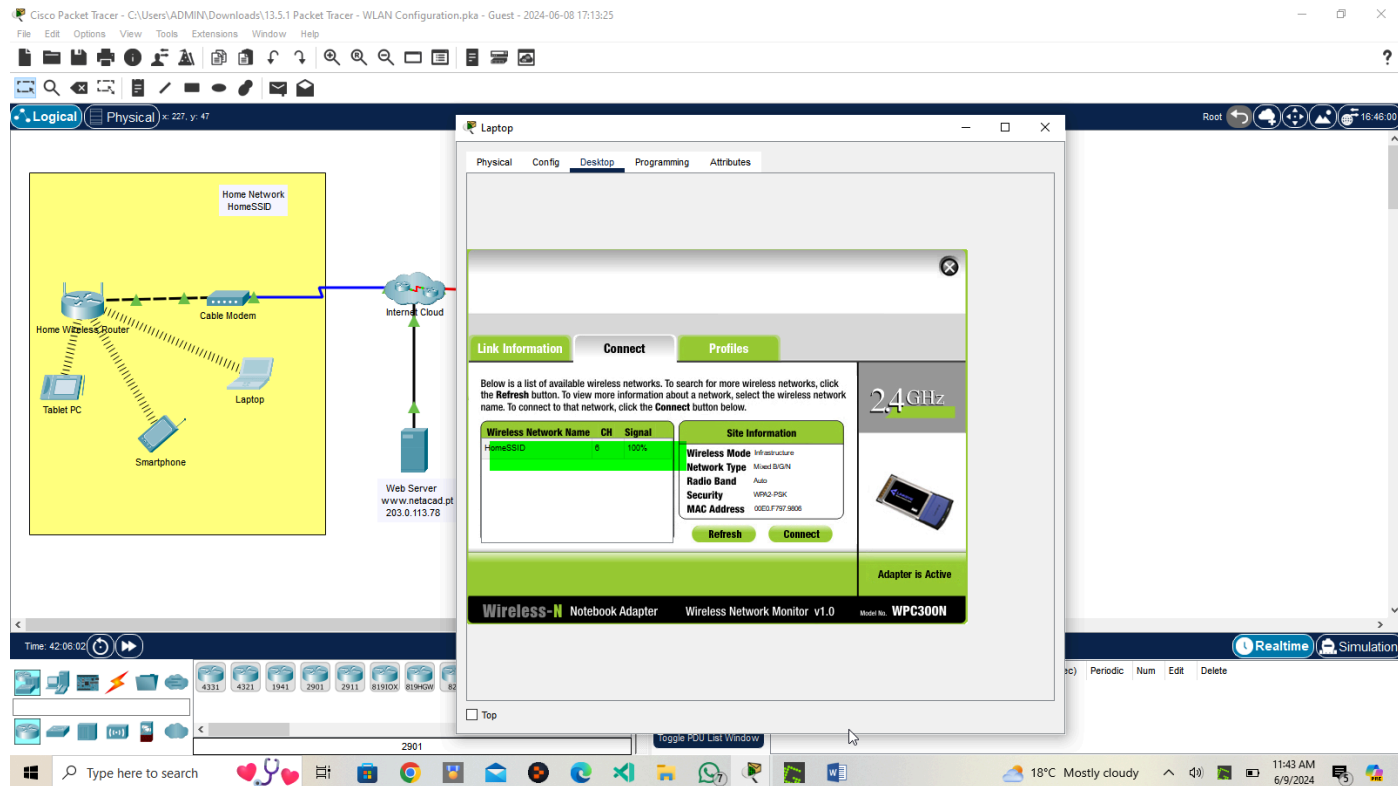 Cisco Packet Tracer - C:\Users\ADMIN\Downloads\13.5.1 Packet Tracer - WLAN Configuration.pka - Guest - 2024-06-08 17:13:25
File Edit Options View Tools Extensions Window Help
?
Logical Physical x: 227, y: 47
Root 16:46:00
Laptop
Physical Config Desktop Programming Attributes
Home Network
HomeSSID
Home Wireless Router
Cable Modem
Internet Cloud
Tablet PC
Laptop
Smartphone
Web Server
www.netacad.pt
203.0.113.78
Link Information Connect Profiles
Below is a list of available wireless networks. To search for more wireless networks, click
the Refresh button. To view more information about a network, select the wireless network
name. To connect to that network, click the Connect button below.
2.4GHz
Wireless Network Name CH Signal
HomeSSID 6 100%
Site Information
Wireless Mode Infrastructure
Network Type Mixed B/G/N
Radio Band Auto
Security WPA2-PSK
MAC Address 00E0.F797.9806
Refresh Connect
Adapter is Active
Wireless-N Notebook Adapter Wireless Network Monitor v1.0 Model No. WPC300N
Top
Time: 42:06:02
Realtime Simulation
4331 4321 1941 2901 2911 819IOX 819HGW 82
2901
Toggle PDU List Window
Periodic Num Edit Delete
Type here to search
7
18°C Mostly cloudy
11:43 AM
6/9/2024
5
PRE